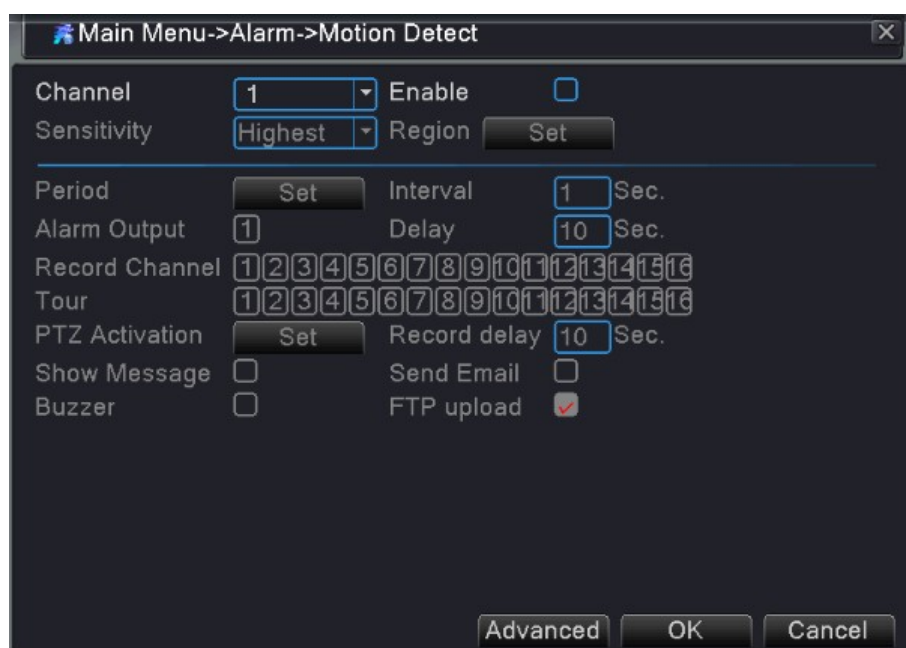 Main Menu->Alarm->Motion Detect
Channel 1 Enable
Sensitivity Highest Region Set
Period Set Interval 1 Sec.
Alarm Output 1 Delay 10 Sec.
Record Channel 1 2 3 4 5 6 7 8 9 10 11 12 13 14 15 16
Tour 1 2 3 4 5 6 7 8 9 10 11 12 13 14 15 16
PTZ Activation Set Record delay 10 Sec.
Show Message Send Email
Buzzer FTP upload
Advanced OK Cancel